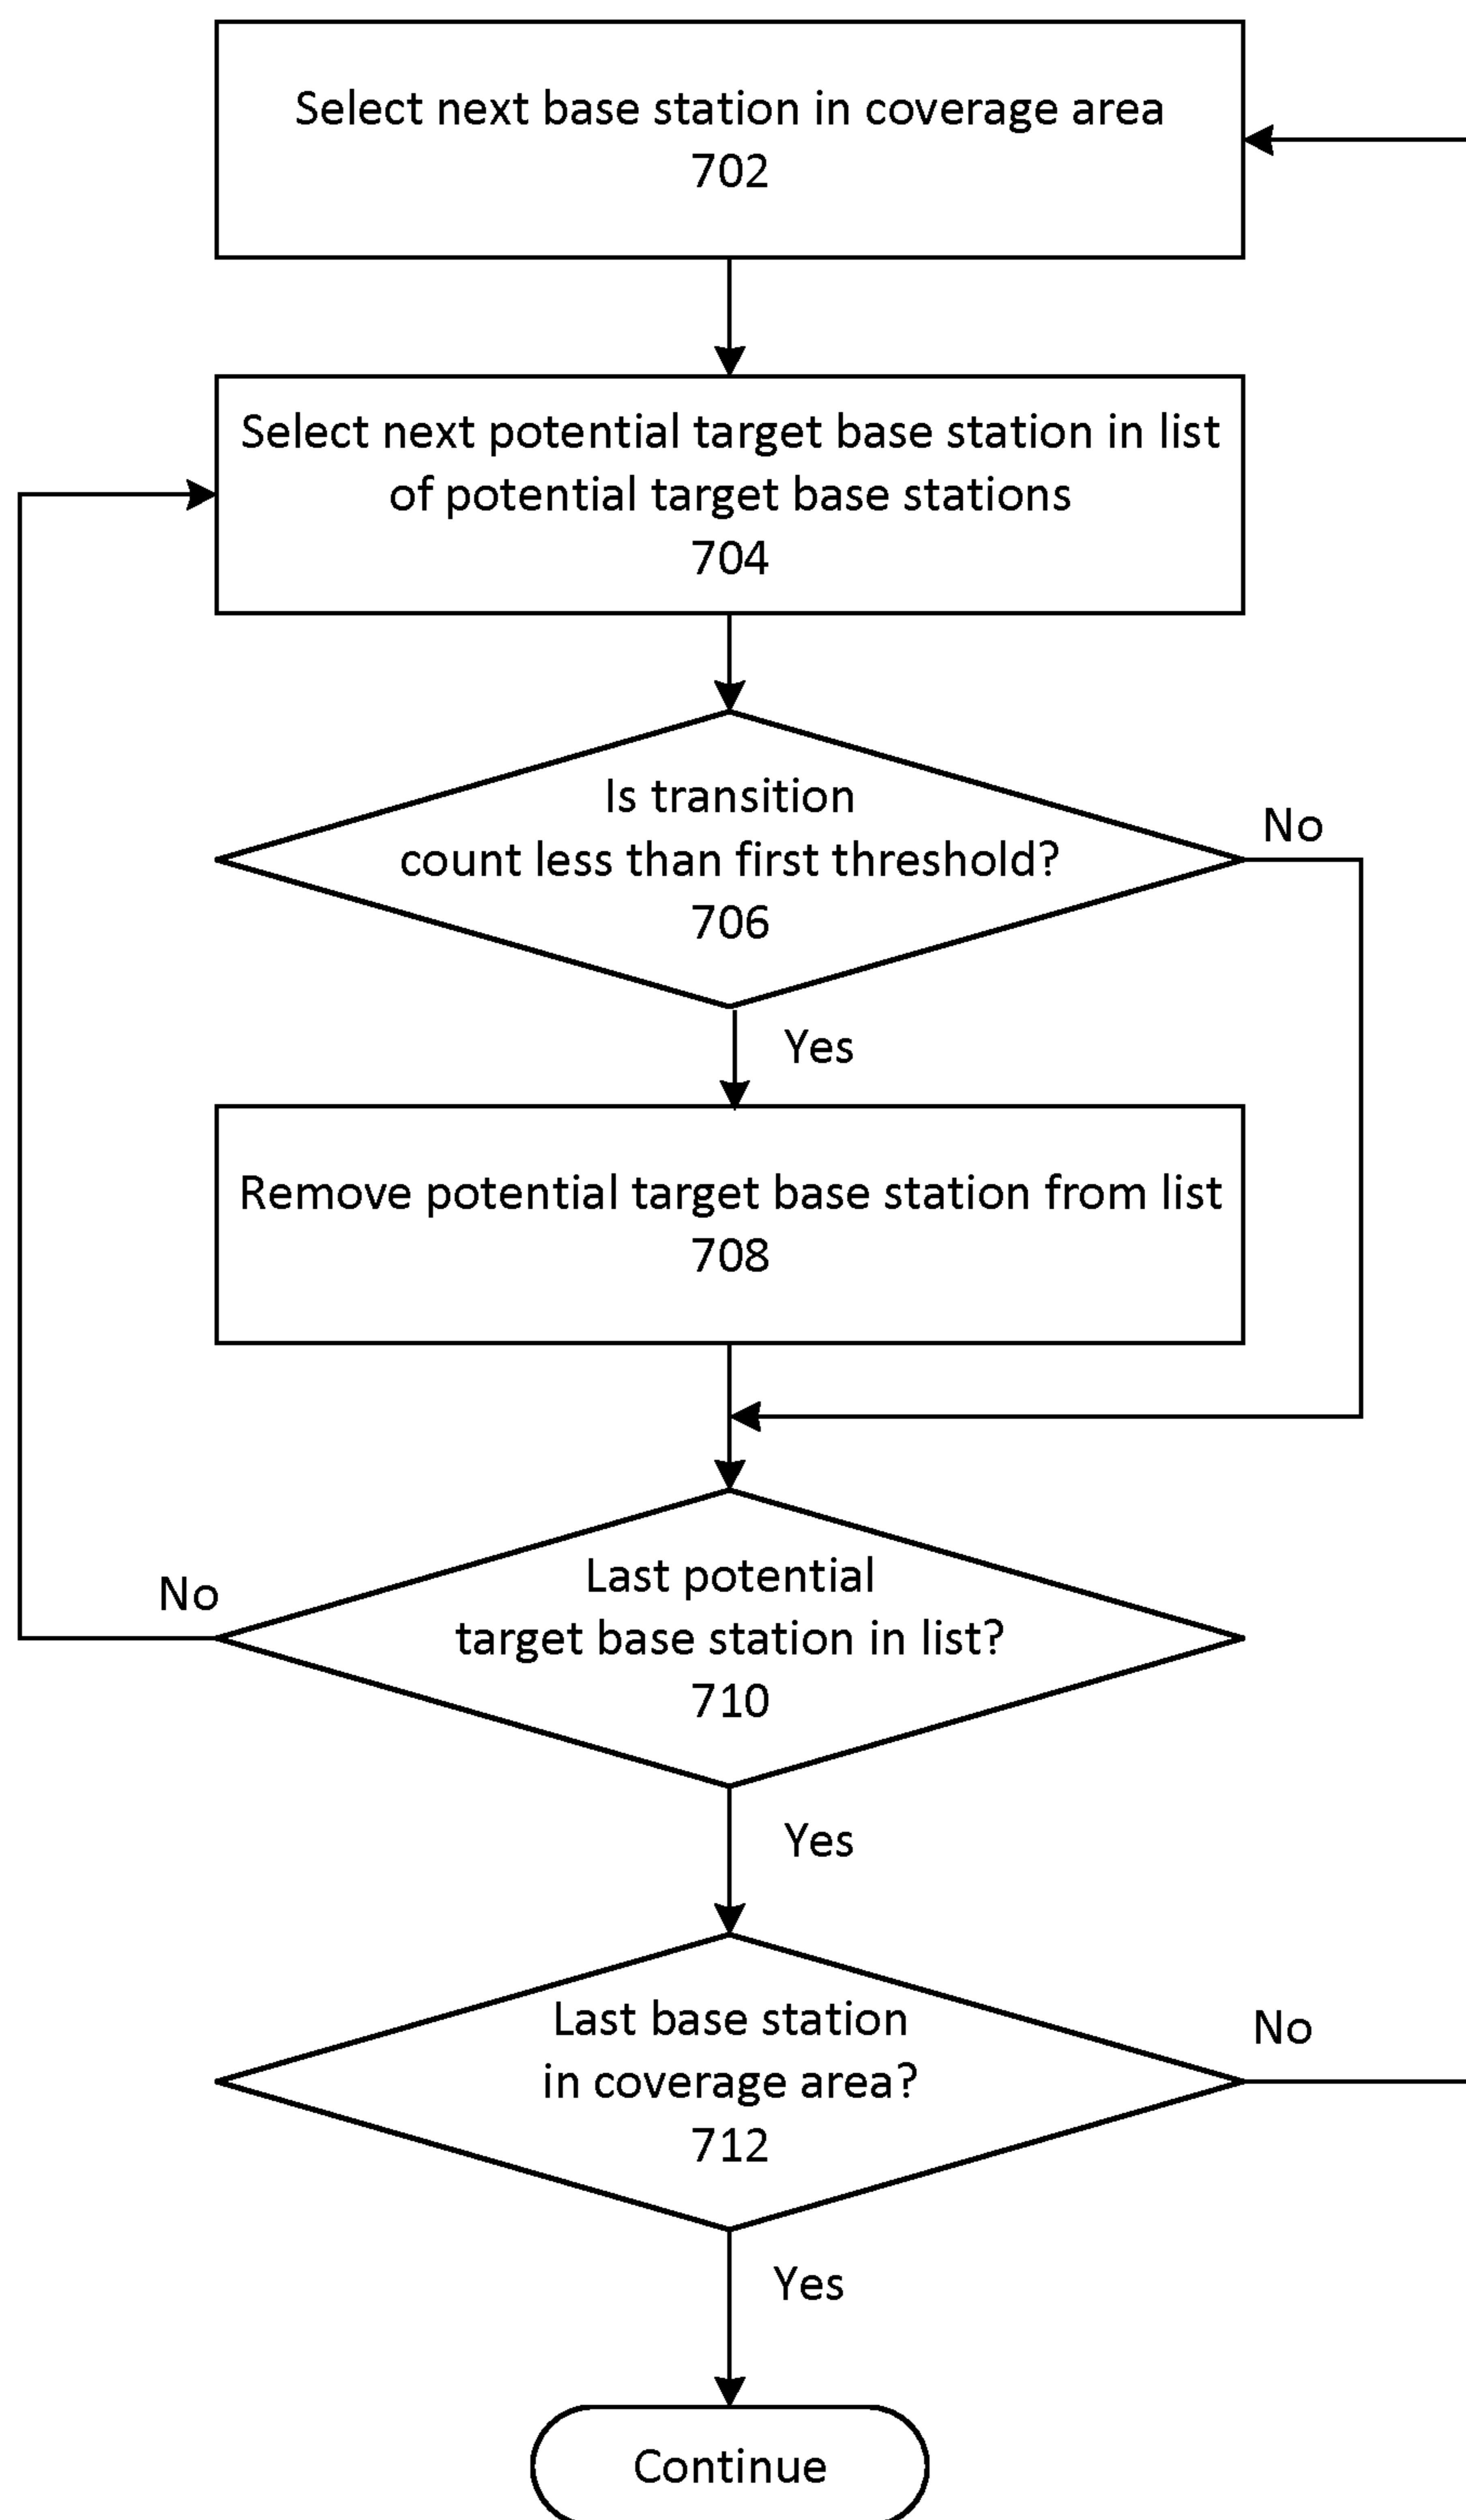 Select next base station in coverage area
702
Select next potential target base station in list
of potential target base stations
704
Is transition
count less than first threshold?
706
No
Yes
Remove potential target base station from list
708
Last potential
target base station in list?
710
No
Yes
Last base station
in coverage area?
712
No
Yes
Continue